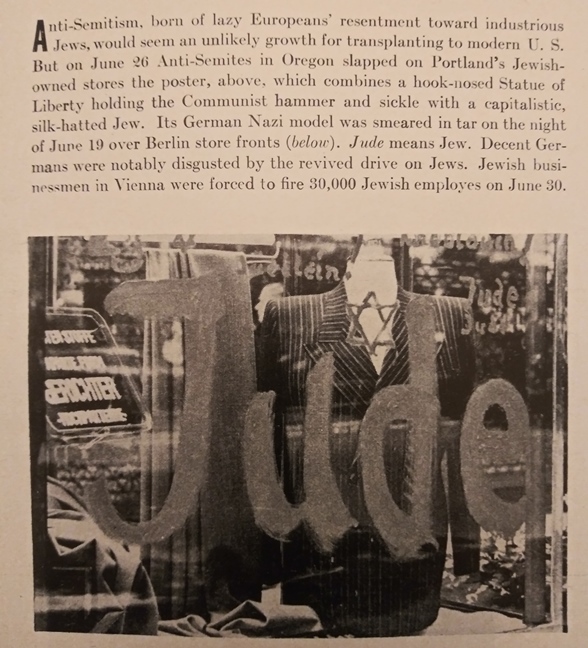 Anti-Semitism, born of lazy Europeans' resentment toward industrious
Jews, would seem an unlikely growth for transplanting to modern U. S.
But on June 26 Anti-Semites in Oregon slapped on Portland's Jewish-
owned stores the poster, above, which combines a hook-nosed Statue of
Liberty holding the Communist hammer and sickle with a capitalistic,
silk-hatted Jew. Its German Nazi model was smeared in tar on the night
of June 19 over Berlin store fronts (below). Jude means Jew. Decent Ger-
mans were notably disgusted by the revived drive on Jews. Jewish busi-
nessmen in Vienna were forced to fire 30,000 Jewish employes on June 30.
Jude
Jude